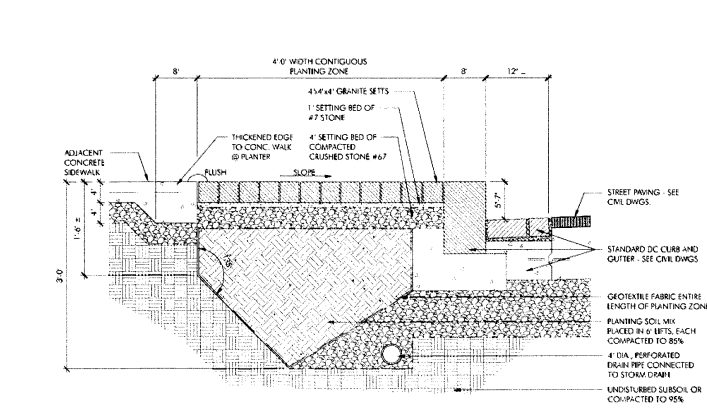 4'-0" WIDTH CONTIGUOUS
PLANTING ZONE
8"
8"
12"
4"x4"x4" GRANITE SETTS
1" SETTING BED OF
#7 STONE
4" SETTING BED OF
COMPACTED
CRUSHED STONE #67
THICKENED EDGE
TO CONC. WALK
@ PLANTER
ADJACENT
CONCRETE
SIDEWALK
FLUSH
SLOPE
4"
4"
1'-6" ±
3'-0
5'-7"
STREET PAVING - SEE
CIVIL DWGS.
STANDARD DC CURB AND
GUTTER - SEE CIVIL DWGS
GEOTEXTILE FABRIC ENTIRE
LENGTH OF PLANTING ZONE
PLANTING SOIL MIX
PLACED IN 6" LIFTS, EACH
COMPACTED TO 85%
4" DIA., PERFORATED
DRAIN PIPE CONNECTED
TO STORM DRAIN
UNDISTURBED SUBSOIL OR
COMPACTED TO 95%